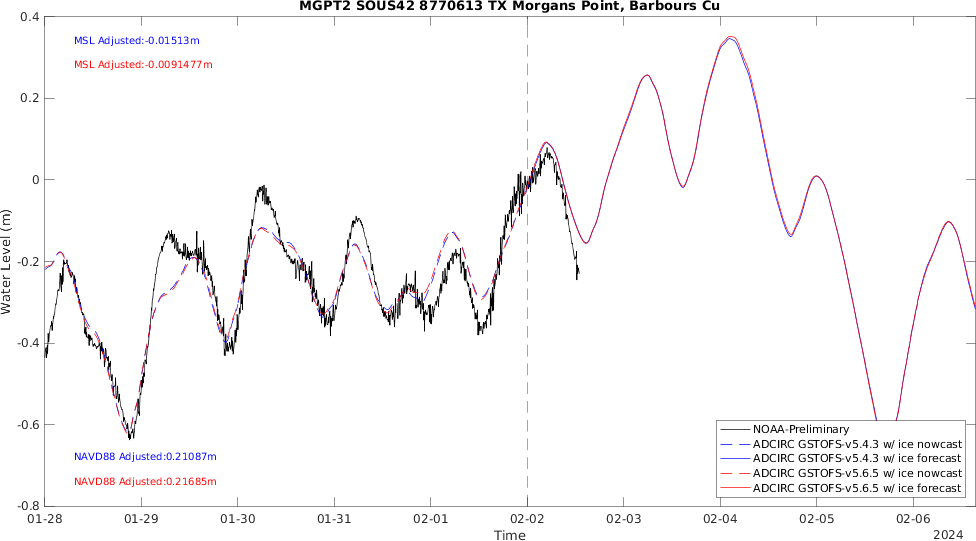 MGPT2 SOUS42 8770613 TX Morgans Point, Barbours Cu
MSL Adjusted:-0.01513m
MSL Adjusted:-0.0091477m
0.4
0.2
0
-0.2
-0.4
-0.6
-0.8
Water Level (m)
NAVD88 Adjusted:0.21087m
NAVD88 Adjusted:0.21685m
NOAA-Preliminary
ADCIRC GSTOFS-v5.4.3 w/ ice nowcast
ADCIRC GSTOFS-v5.4.3 w/ ice forecast
ADCIRC GSTOFS-v5.6.5 w/ ice nowcast
ADCIRC GSTOFS-v5.6.5 w/ ice forecast
01-28 01-29 01-30 01-31 02-01 02-02 02-03 02-04 02-05 02-06
Time
2024